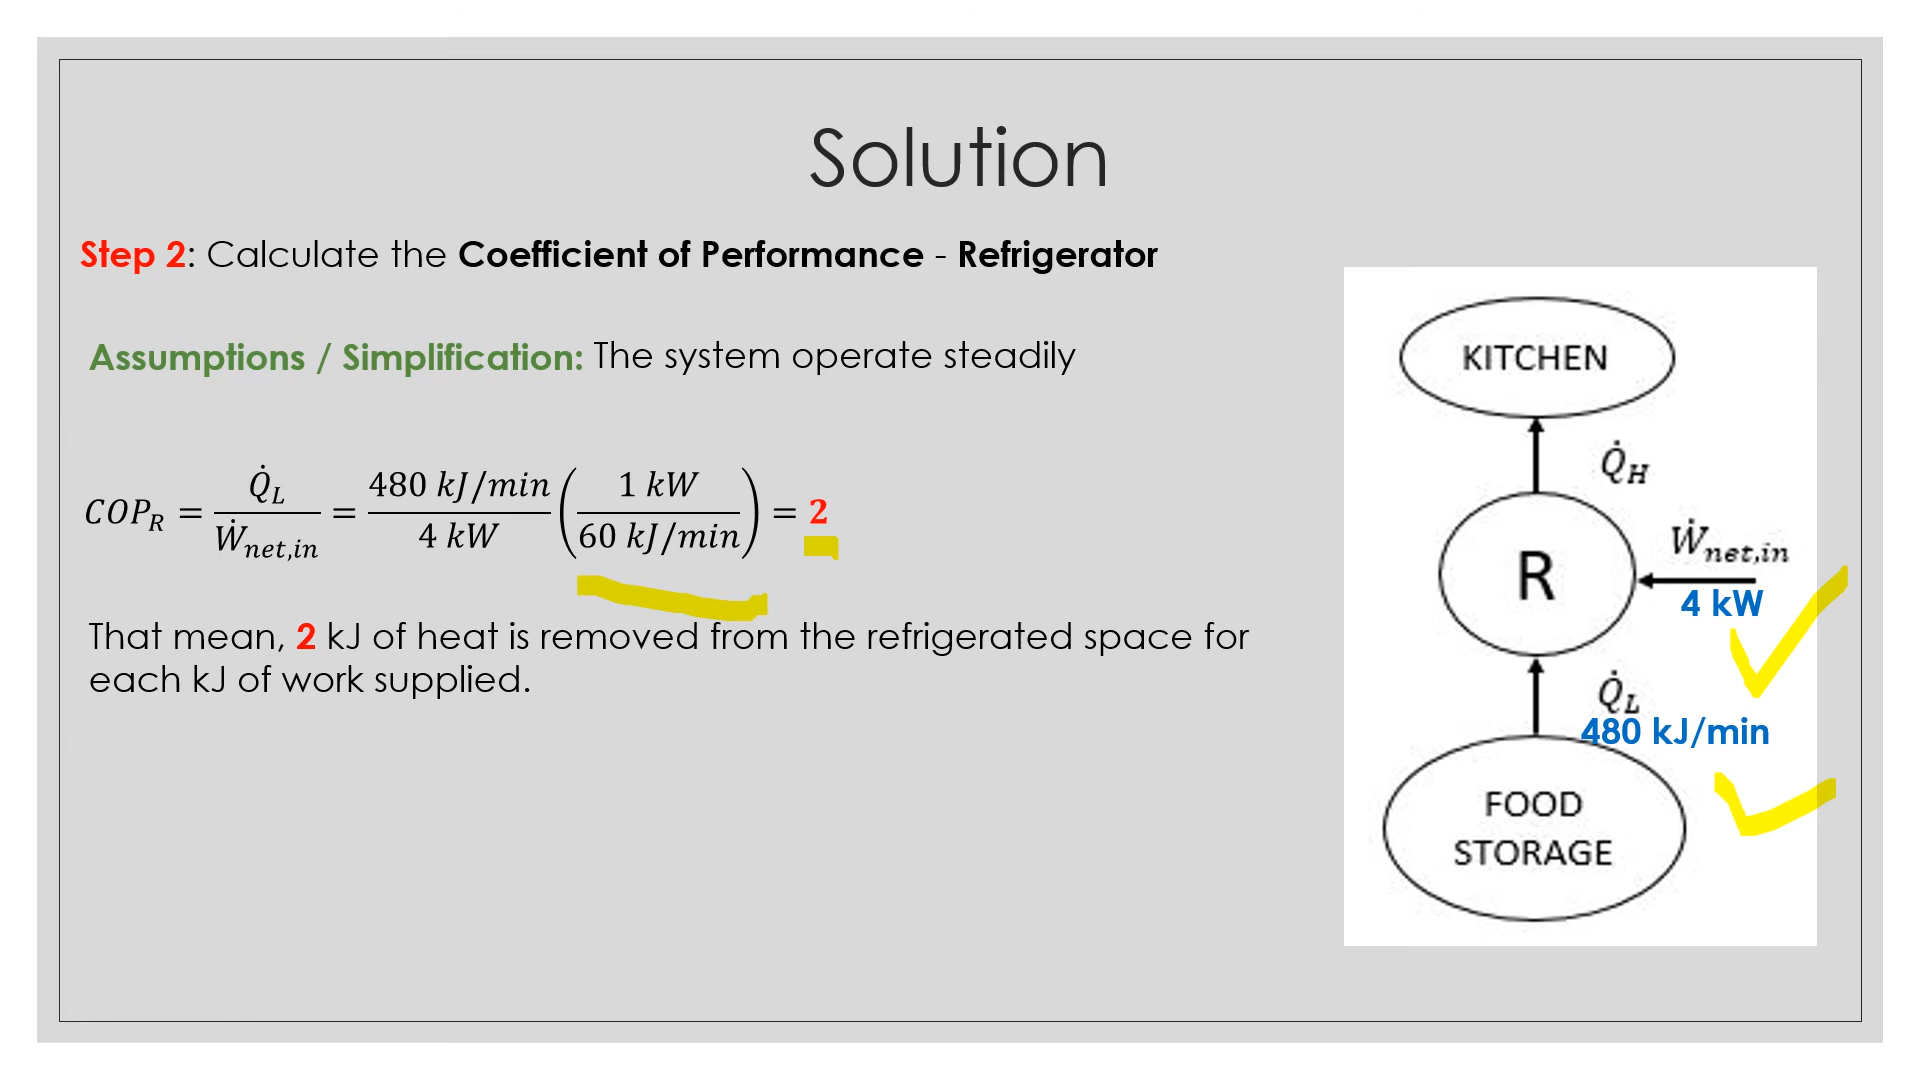 Solution
Step 2: Calculate the Coefficient of Performance - Refrigerator
Assumptions / Simplification: The system operate steadily
COP_R = Q̇_L / Ẇ_net,in = 480 kJ/min / 4 kW (1 kW / 60 kJ/min) = 2
That mean, 2 kJ of heat is removed from the refrigerated space for
each kJ of work supplied.
KITCHEN
Q̇_H
Ẇ_net,in
R
4 kW
Q̇_L
480 kJ/min
FOOD
STORAGE